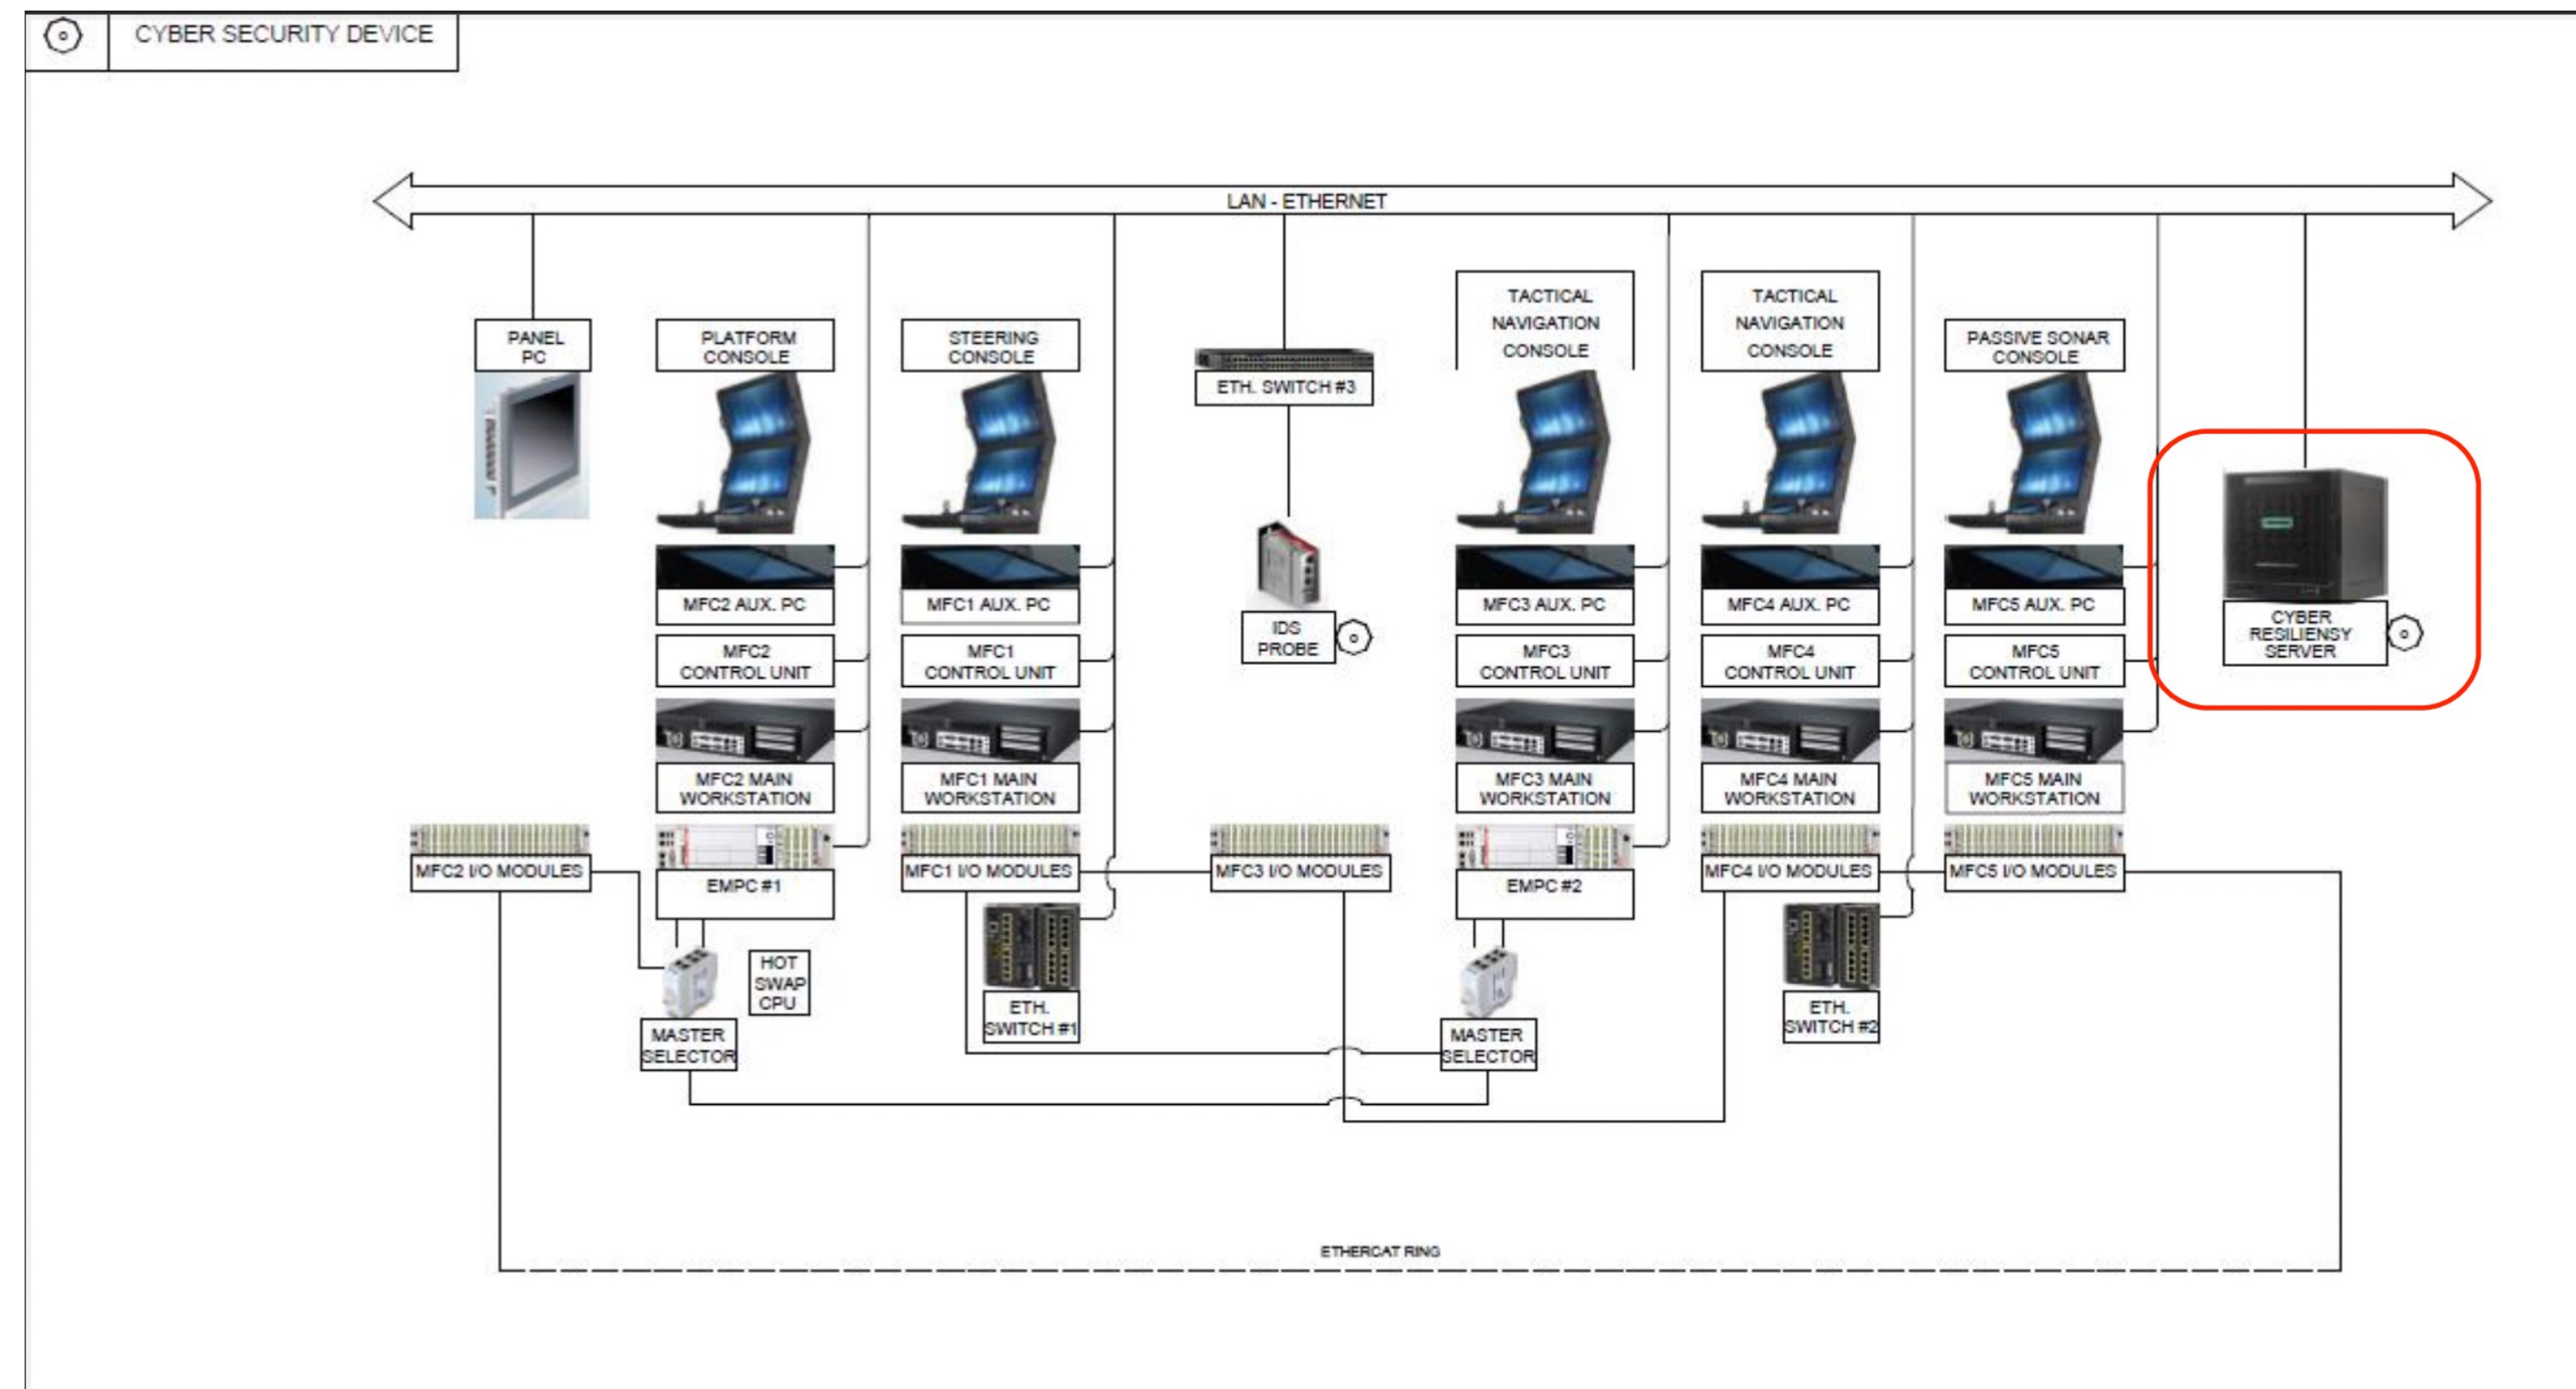 CYBER SECURITY DEVICE
LAN - ETHERNET
PANEL
PC
PLATFORM
CONSOLE
STEERING
CONSOLE
ETH. SWITCH #3
TACTICAL
NAVIGATION
CONSOLE
TACTICAL
NAVIGATION
CONSOLE
PASSIVE SONAR
CONSOLE
MFC2 AUX. PC
MFC1 AUX. PC
IDS
PROBE
MFC3 AUX. PC
MFC4 AUX. PC
MFC5 AUX. PC
CYBER
RESILIENSY
SERVER
MFC2
CONTROL UNIT
MFC1
CONTROL UNIT
MFC3
CONTROL UNIT
MFC4
CONTROL UNIT
MFC5
CONTROL UNIT
MFC2 MAIN
WORKSTATION
MFC1 MAIN
WORKSTATION
MFC3 MAIN
WORKSTATION
MFC4 MAIN
WORKSTATION
MFC5 MAIN
WORKSTATION
MFC2 I/O MODULES
EMPC #1
MFC1 I/O MODULES
MFC3 I/O MODULES
EMPC #2
MFC4 I/O MODULES
MFC5 I/O MODULES
HOT
SWAP
CPU
MASTER
SELECTOR
ETH.
SWITCH #1
MASTER
SELECTOR
ETH.
SWITCH #2
ETHERCAT RING